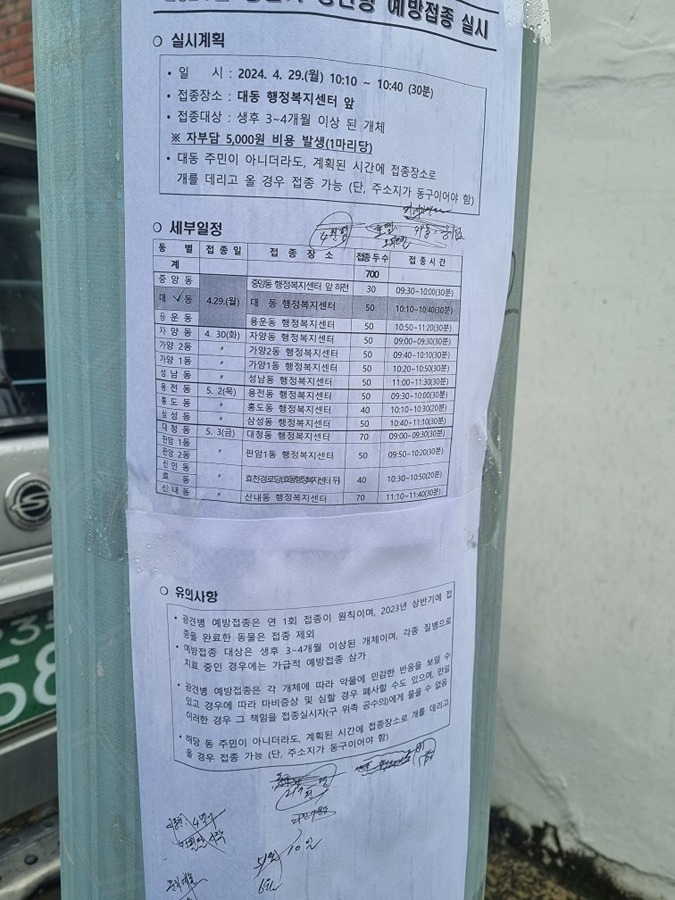 광견병 예방접종 실시
○ 실시계획
• 일 시 : 2024. 4. 29.(월) 10:10 ~ 10:40 (30분)
• 접종장소 : 대동 행정복지센터 앞
• 접종대상 : 생후 3~4개월 이상 된 개체
※ 자부담 5,000원 비용 발생(1마리당)
• 대동 주민이 아니더라도, 계획된 시간에 접종장소로
개를 데리고 올 경우 접종 가능 (단, 주소지가 동구이어야 함)
○ 세부일정
동 별 접종일 접종장소 접종두수 접종시간
계 700
중앙동 중앙동 행정복지센터 앞 하천 30 09:30~10:00(30분)
대동 4.29.(월) 대동 행정복지센터 50 10:10~10:40(30분)
용운동 용운동 행정복지센터 50 10:50~11:20(30분)
자양동 4. 30(화) 자양동 행정복지센터 50 09:00~09:30(30분)
가양2동 〃 가양2동 행정복지센터 50 09:40~10:10(30분)
가양1동 〃 가양1동 행정복지센터 50 10:20~10:50(30분)
성남동 〃 성남동 행정복지센터 50 11:00~11:30(30분)
용전동 5. 2(목) 용전동 행정복지센터 50 09:30~10:00(30분)
홍도동 〃 홍도동 행정복지센터 40 10:10~10:30(20분)
삼성동 〃 삼성동 행정복지센터 50 10:40~11:10(30분)
대청동 5. 3(금) 대청동 행정복지센터 70 09:00~09:30(30분)
판암1동
판암2동 〃 판암1동 행정복지센터 50 09:50~10:20(30분)
신인동
효동 〃 효천경로당(효동행정복지센터 뒤) 40 10:30~10:50(20분)
산내동 〃 산내동 행정복지센터 70 11:10~11:40(30분)
○ 유의사항
• 광견병 예방접종은 연 1회 접종이 원칙이며, 2023년 상반기에 접
종을 완료한 동물은 접종 제외
• 예방접종 대상은 생후 3~4개월 이상된 개체이며, 각종 질병으로
치료 중인 경우에는 가급적 예방접종 삼가
• 광견병 예방접종은 각 개체에 따라 약물에 민감한 반응을 보일 수
있고 경우에 따라 마비증상 및 심할 경우 폐사할 수도 있으며, 만일
이러한 경우 그 책임을 접종실시자(구 위촉 공수의)에게 물을 수 없음
• 해당 동 주민이 아니더라도, 계획된 시간에 접종장소로 개를 데리고
올 경우 접종 가능 (단, 주소지가 동구이어야 함)